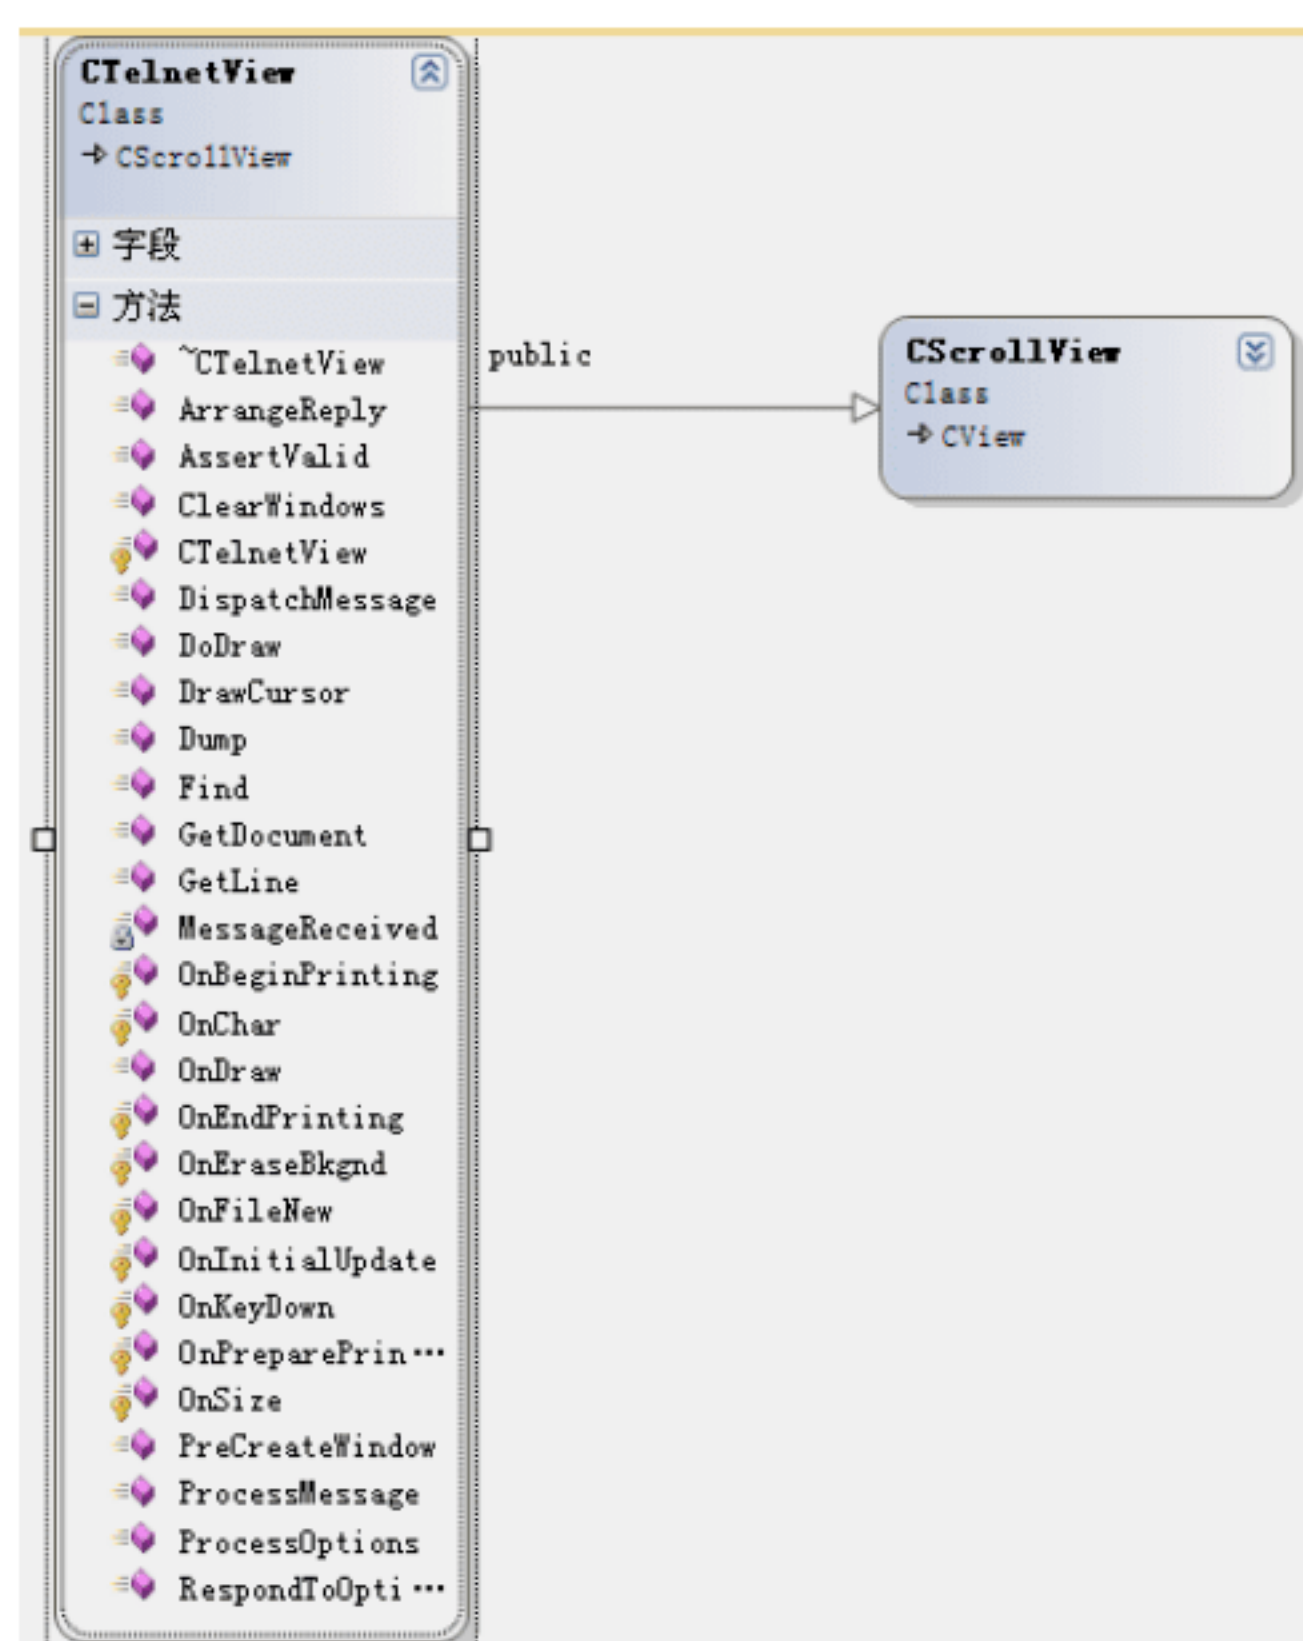 CTelnetView
Class
CScrollView
字段
方法
~CTelnetView
ArrangeReply
AssertValid
ClearWindows
CTelnetView
DispatchMessage
DoDraw
DrawCursor
Dump
Find
GetDocument
GetLine
MessageReceived
OnBeginPrinting
OnChar
OnDraw
OnEndPrinting
OnEraseBkgnd
OnFileNew
OnInitialUpdate
OnKeyDown
OnPreparePrin…
OnSize
PreCreateWindow
ProcessMessage
ProcessOptions
RespondToOpti…
public
CScrollView
Class
CView